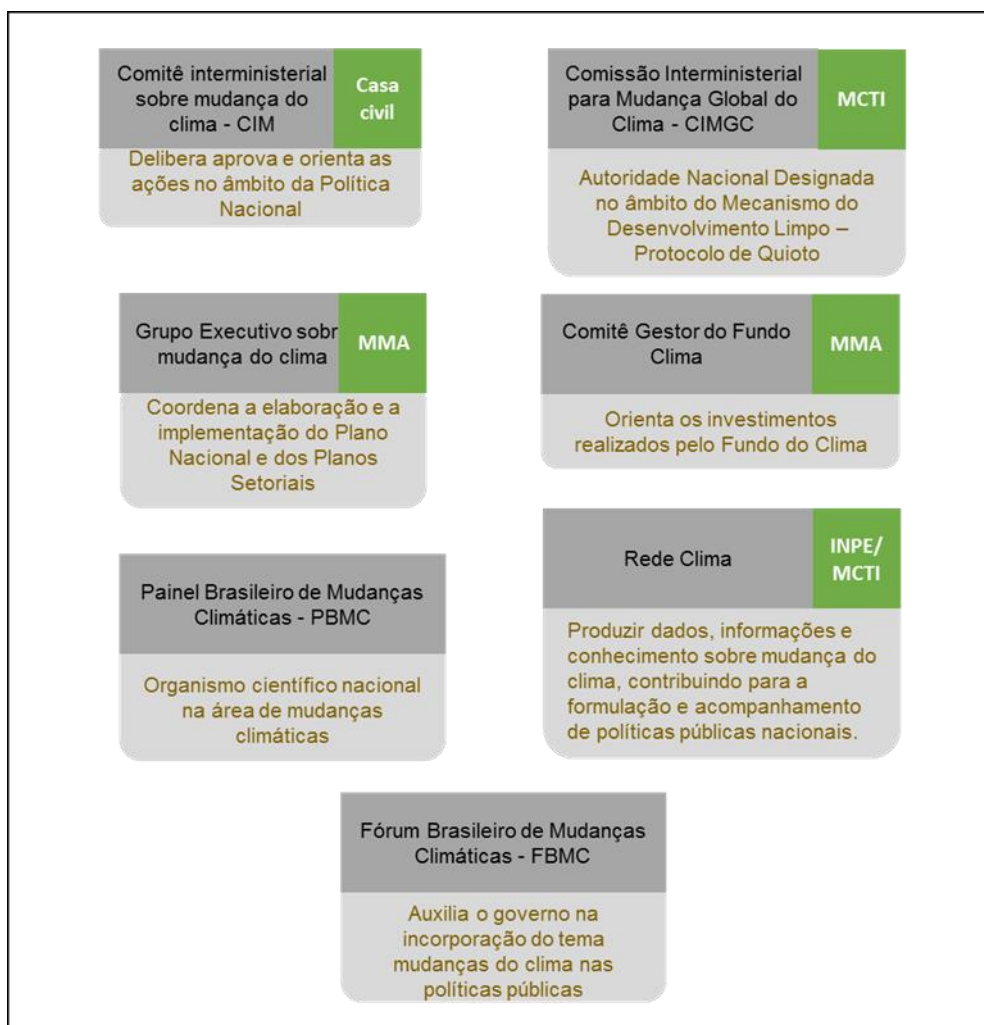 Comitê interministerial
sobre mudança do
clima - CIM
Casa
civil
Delibera aprova e orienta as
ações no âmbito da Política
Nacional
Comissão Interministerial
para Mudança Global do
Clima - CIMGC
MCTI
Autoridade Nacional Designada
no âmbito do Mecanismo do
Desenvolvimento Limpo –
Protocolo de Quioto
Grupo Executivo sobr
mudança do clima
MMA
Coordena a elaboração e a
implementação do Plano
Nacional e dos Planos
Setoriais
Comitê Gestor do Fundo
Clima
MMA
Orienta os investimentos
realizados pelo Fundo do Clima
Painel Brasileiro de Mudanças
Climáticas - PBMC
Organismo científico nacional
na área de mudanças
climáticas
Rede Clima
INPE/
MCTI
Produzir dados, informações e
conhecimento sobre mudança do
clima, contribuindo para a
formulação e acompanhamento
de políticas públicas nacionais.
Fórum Brasileiro de Mudanças
Climáticas - FBMC
Auxilia o governo na
incorporação do tema
mudanças do clima nas
políticas públicas